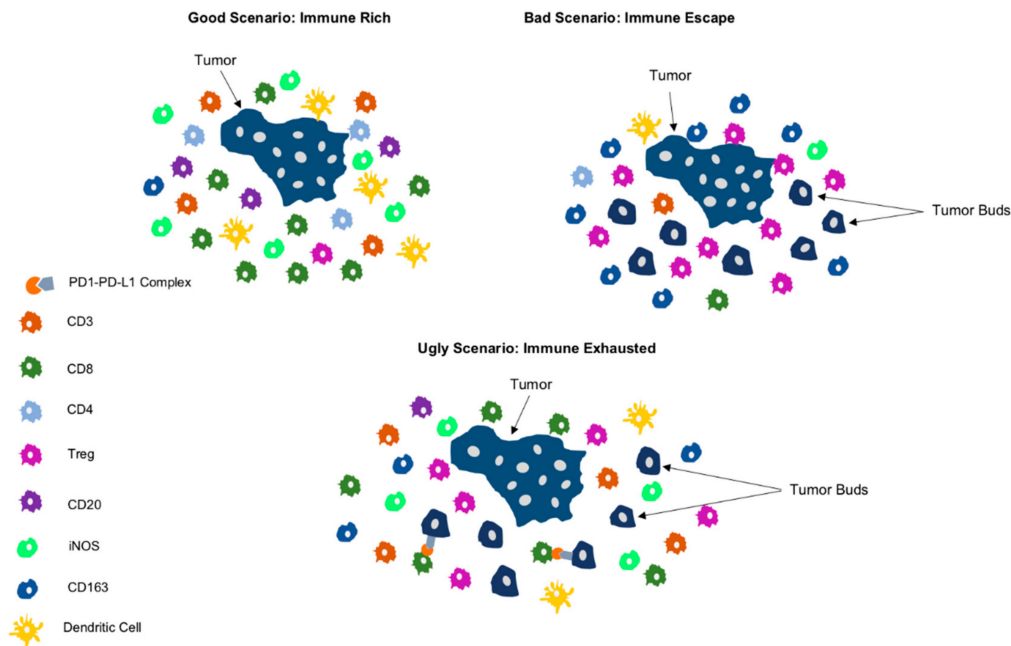 Good Scenario: Immune Rich
Bad Scenario: Immune Escape
Tumor
Tumor
Tumor Buds
PD1-PD-L1 Complex
CD3
Ugly Scenario: Immune Exhausted
CD8
Tumor
CD4
Treg
Tumor Buds
CD20
iNOS
CD163
Dendritic Cell